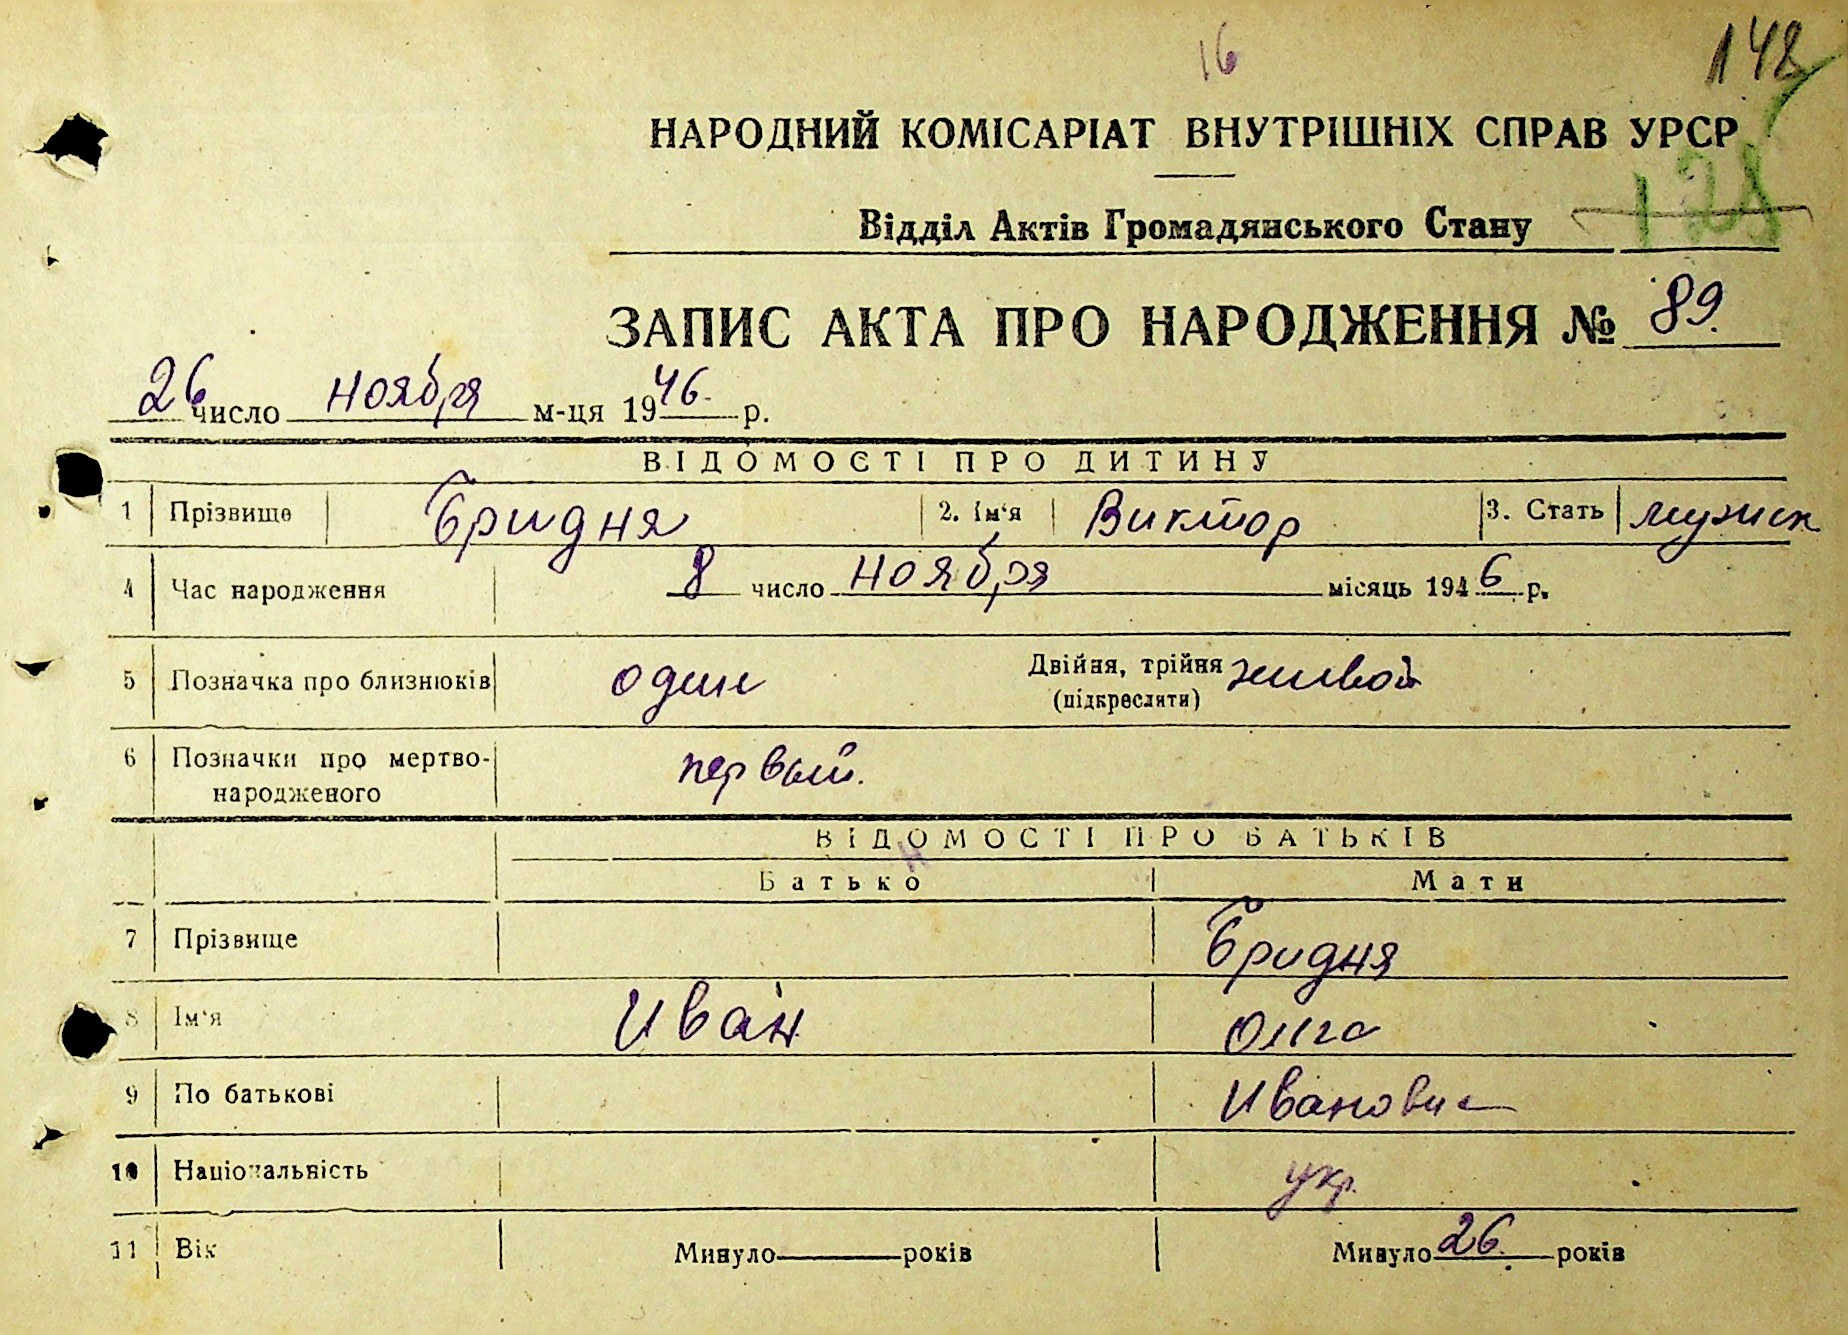 16
148
НАРОДНИЙ КОМІСАРІАТ ВНУТРІШНІХ СПРАВ УРСР
128
Відділ Актів Громадянського Стану
ЗАПИС АКТА ПРО НАРОДЖЕННЯ № 89.
26 число ноября м-ця 1946 р.
ВІДОМОСТІ ПРО ДИТИНУ
1 Прізвище Бридня 2. Ім'я Виктор 3. Стать мужск
4 Час народження 8 число ноября місяць 1946 р.
5 Позначка про близнюків один Двійня, трійня живой
(підкреслити)
6 Позначки про мертво-
народженого первый.
ВІДОМОСТІ ПРО БАТЬКІВ
Батько Мати
7 Прізвище Бридня
8 Ім'я Иван Олга
9 По батькові Ивановн
10 Національність укр.
11 Вік Минуло років Минуло 26 років